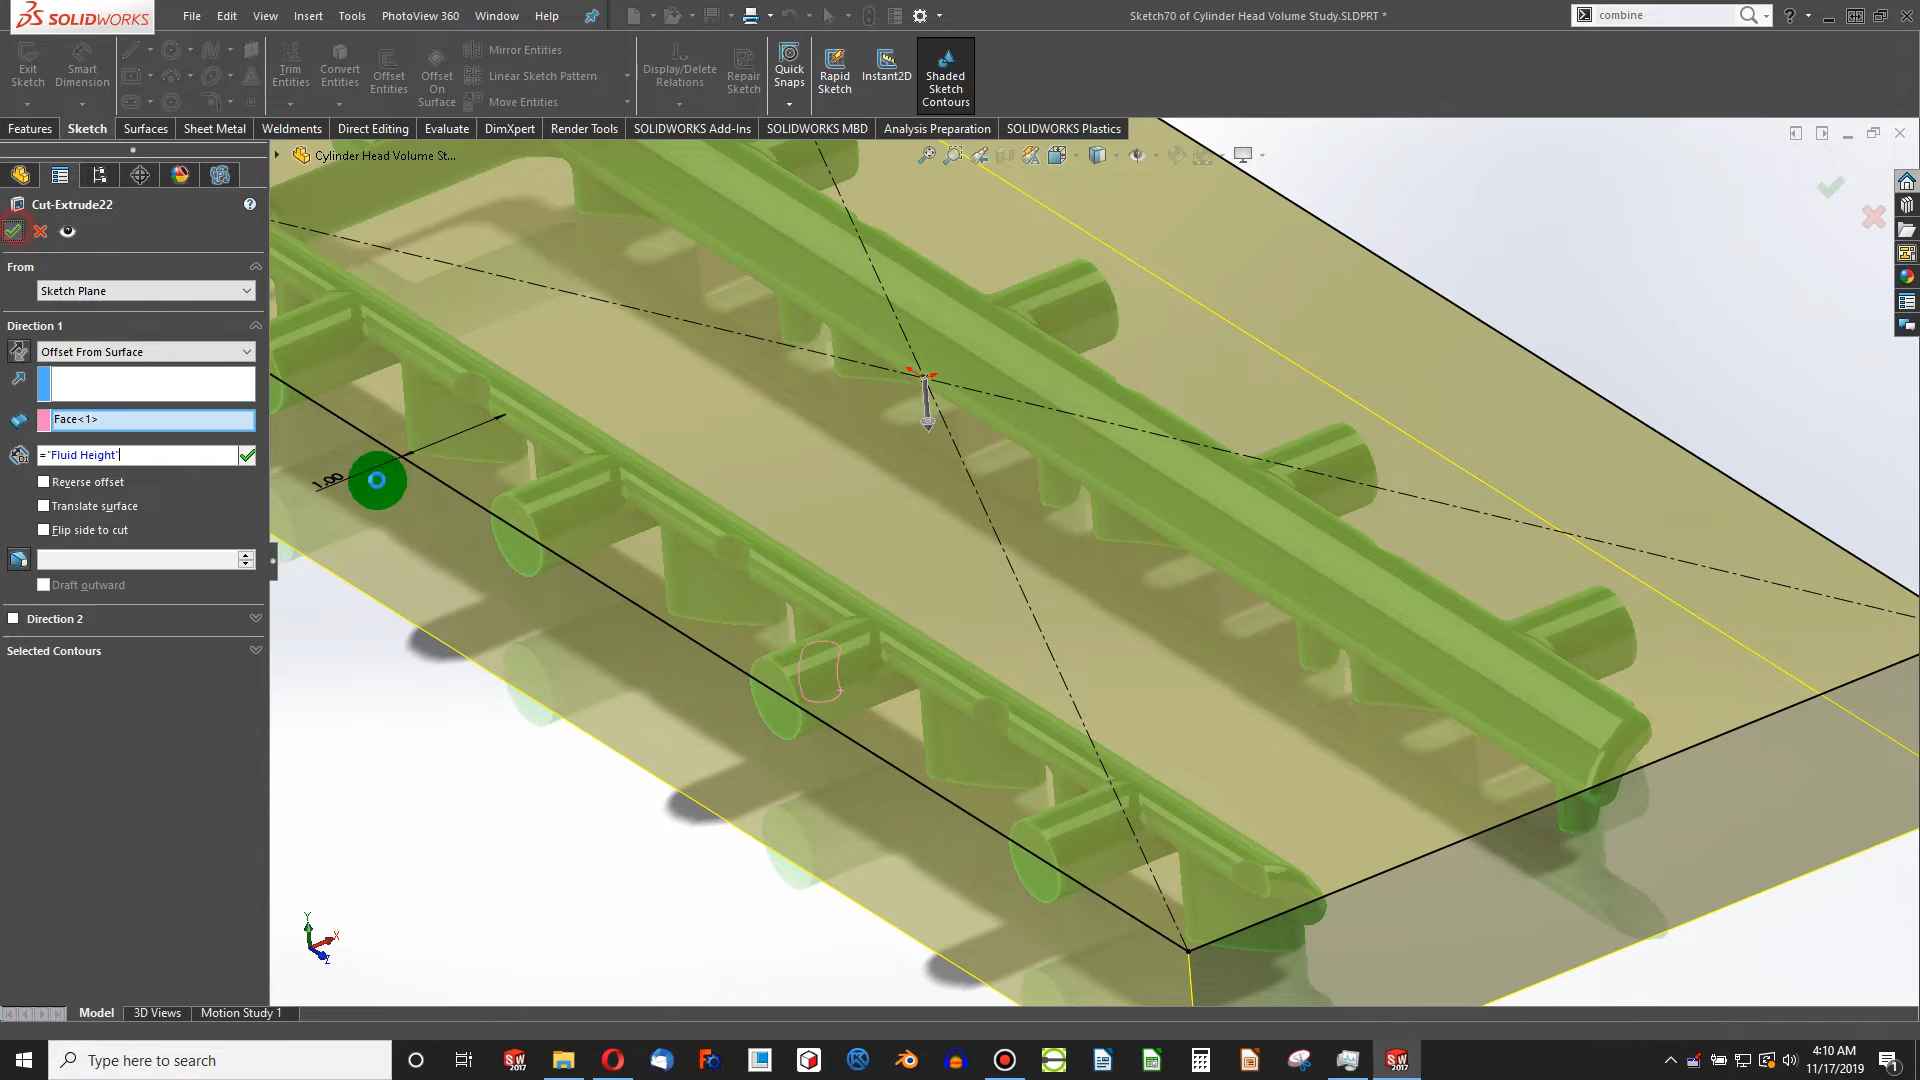 SOLIDWORKS
File Edit View Insert Tools PhotoView 360 Window Help
Sketch70 of Cylinder Head Volume Study.SLDPRT *
combine
Exit Sketch
Smart Dimension
Trim Entities
Convert Entities
Offset Entities
Offset On Surface
Mirror Entities
Linear Sketch Pattern
Move Entities
Display/Delete Relations
Repair Sketch
Quick Snaps
Rapid Sketch
Instant2D
Shaded Sketch Contours
Features Sketch Surfaces Sheet Metal Weldments Direct Editing Evaluate DimXpert Render Tools SOLIDWORKS Add-Ins SOLIDWORKS MBD Analysis Preparation SOLIDWORKS Plastics
Cylinder Head Volume St...
Cut-Extrude22
From
Sketch Plane
Direction 1
Offset From Surface
Face<1>
="Fluid Height"
Reverse offset
Translate surface
Flip side to cut
Draft outward
Direction 2
Selected Contours
1.00
Y
X
Z
Model 3D Views Motion Study 1
Type here to search
SW 2017
SW 2017
4:10 AM
11/17/2019
1